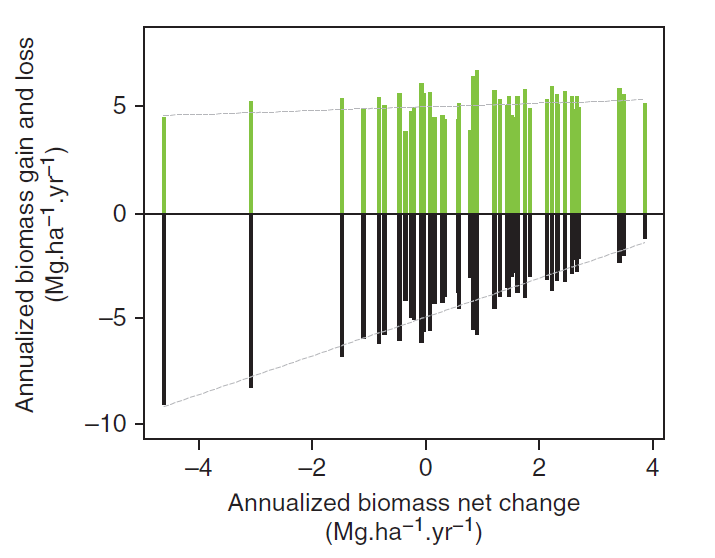 Annualized biomass gain and loss
(Mg.ha⁻¹.yr⁻¹)
5
0
−5
−10
−4
−2
0
2
4
Annualized biomass net change
(Mg.ha⁻¹.yr⁻¹)